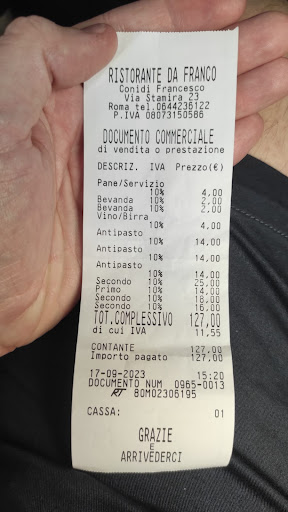 RISTORANTE DA FRANCO
Conidi Francesco
Via Stamira 23
Roma tel.0644236122
P.IVA 08073150586
DOCUMENTO COMMERCIALE
di vendita o prestazione
DESCRIZ. IVA Prezzo(€)
Pane/Servizio
10% 4,00
Bevanda 10% 2,00
Bevanda 10% 2,00
Vino/Birra
10% 4,00
Antipasto
10% 14,00
Antipasto
10% 14,00
Antipasto
10% 14,00
Secondo 10% 25,00
Primo 10% 14,00
Secondo 10% 18,00
Secondo 10% 16,00
TOT.COMPLESSIVO 127,00
di cui IVA 11,55
CONTANTE 127,00
Importo pagato 127,00
17-09-2023 15:20
DOCUMENTO NUM 0965-0013
RT 80M02306195
CASSA: 01
GRAZIE
E
ARRIVEDERCI